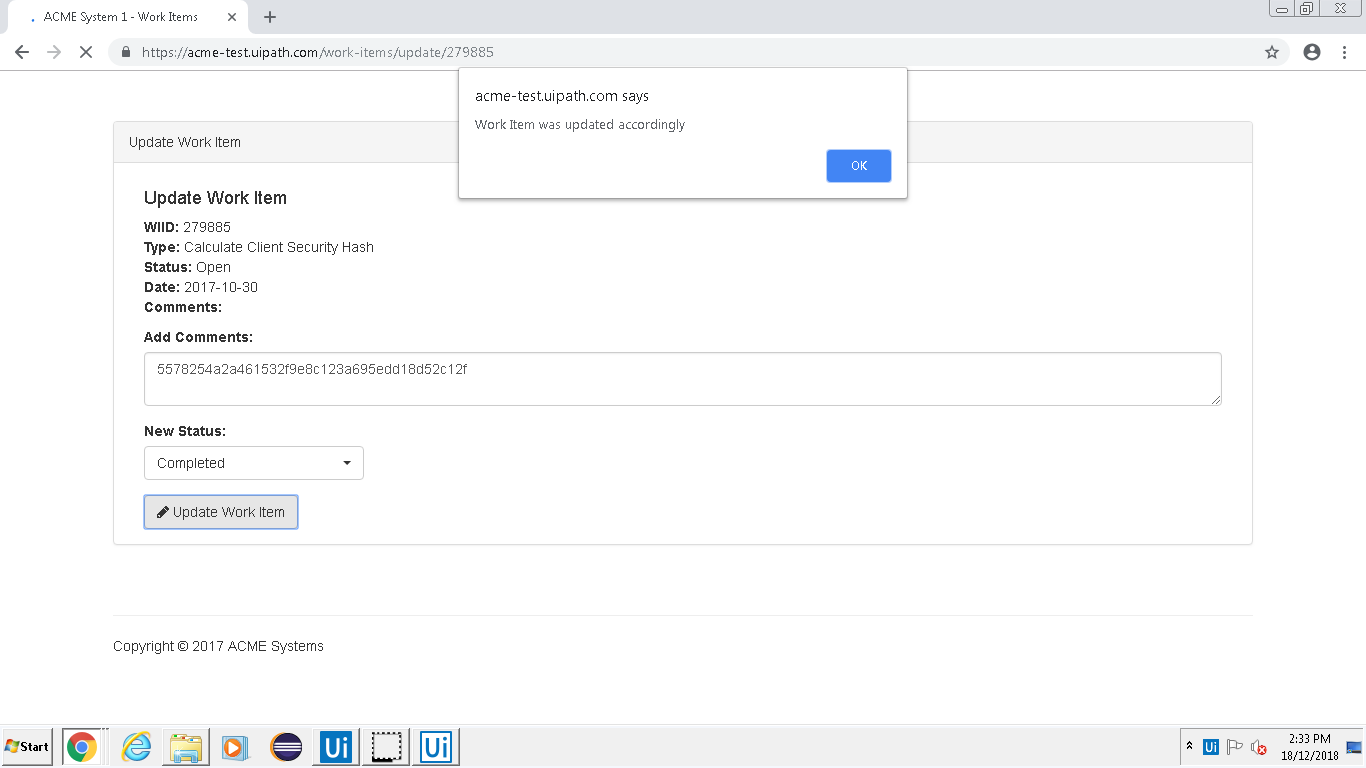 ACME System 1 - Work Items
https://acme-test.uipath.com/work-items/update/279885
acme-test.uipath.com says
Work Item was updated accordingly
OK
Update Work Item
Update Work Item
WIID: 279885
Type: Calculate Client Security Hash
Status: Open
Date: 2017-10-30
Comments:
Add Comments:
5578254a2a461532f9e8c123a695edd18d52c12f
New Status:
Completed
Update Work Item
Copyright © 2017 ACME Systems
Start
Ui
Ui
Ui
2:33 PM
18/12/2018